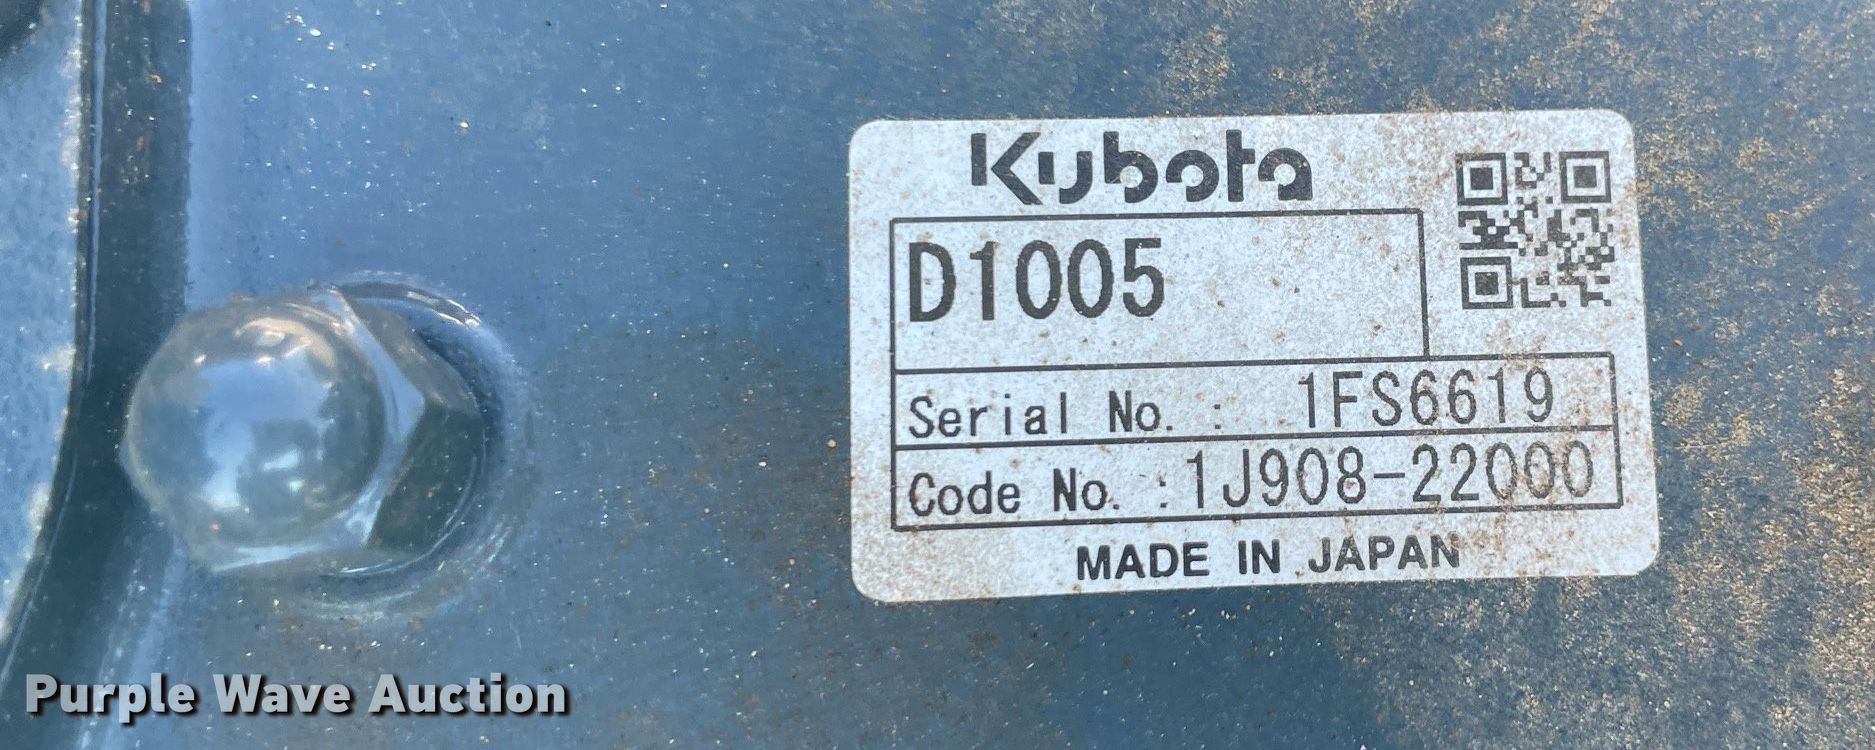 Kubota
D1005
Serial No. : 1FS6619
Code No. : 1J908-22000
MADE IN JAPAN
Purple Wave Auction